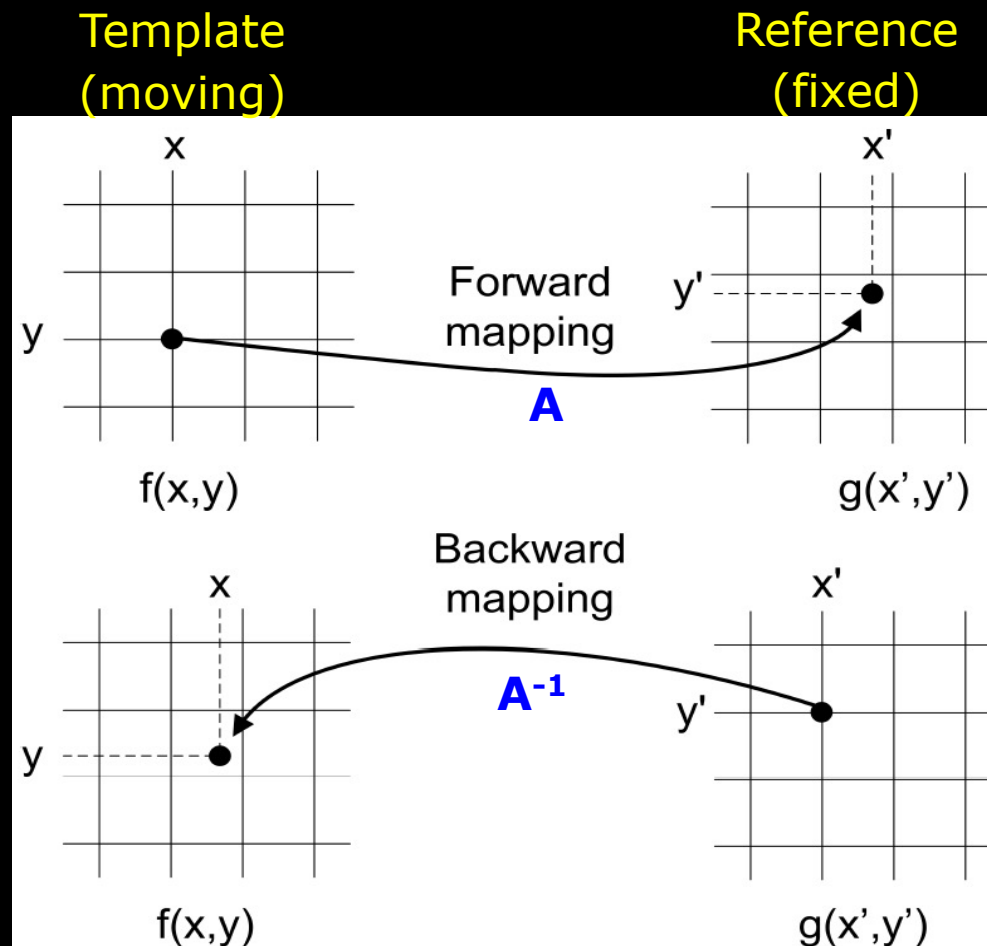 Template
(moving)
Reference
(fixed)
x
x'
Forward
mapping
y'
y
A
f(x,y)
g(x’,y’)
Backward
mapping
x
x'
A⁻¹
y'
y
f(x,y)
g(x’,y’)